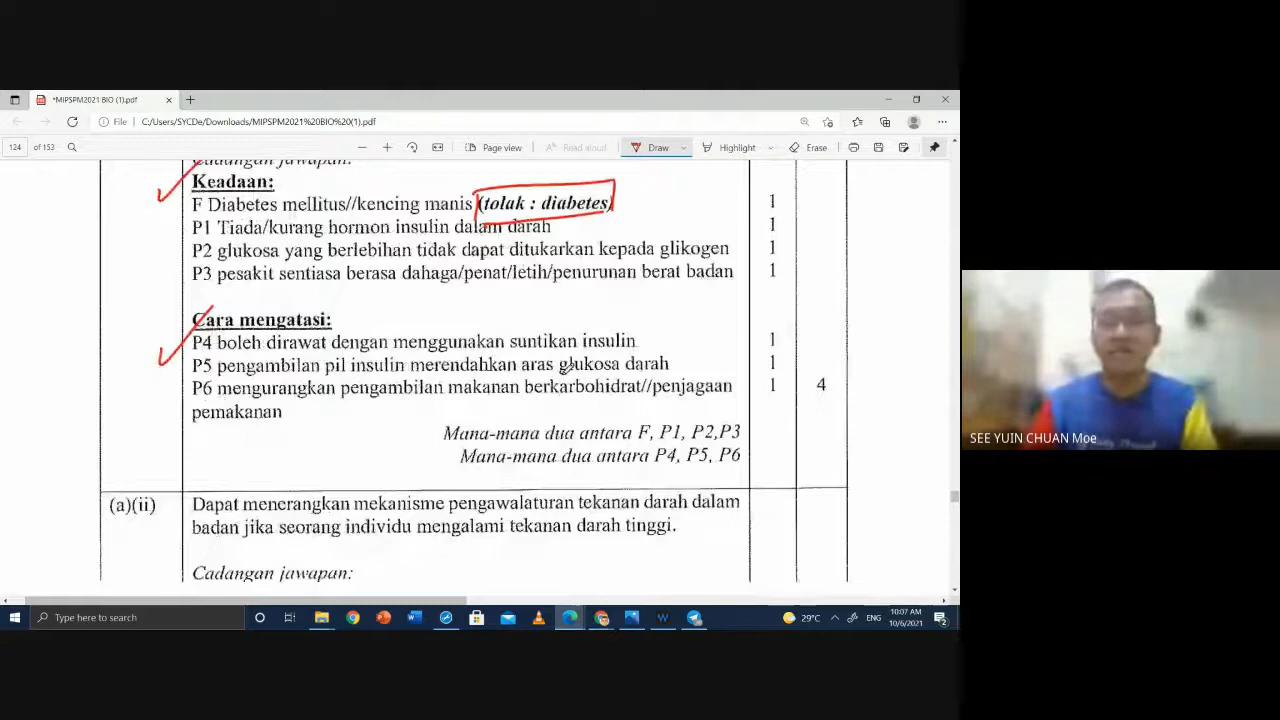 *MIPSPM2021 BIO (1).pdf
File
C:/Users/SYCDe/Downloads/MIPSPM2021%20BIO%20(1).pdf
124 of 153
Page view
Read aloud
Draw
Highlight
Erase
Cadangan jawapan:
Keadaan:
F Diabetes mellitus//kencing manis (tolak : diabetes) 1
P1 Tiada/kurang hormon insulin dalam darah 1
P2 glukosa yang berlebihan tidak dapat ditukarkan kepada glikogen 1
P3 pesakit sentiasa berasa dahaga/penat/letih/penurunan berat badan 1
Cara mengatasi:
P4 boleh dirawat dengan menggunakan suntikan insulin 1
P5 pengambilan pil insulin merendahkan aras glukosa darah 1
P6 mengurangkan pengambilan makanan berkarbohidrat//penjagaan 1 4
pemakanan
Mana-mana dua antara F, P1, P2,P3
Mana-mana dua antara P4, P5, P6
(a)(ii) Dapat menerangkan mekanisme pengawalaturan tekanan darah dalam
badan jika seorang individu mengalami tekanan darah tinggi.
Cadangan jawapan:
SEE YUIN CHUAN Moe
Type here to search
29°C
ENG
10:07 AM
10/6/2021
2